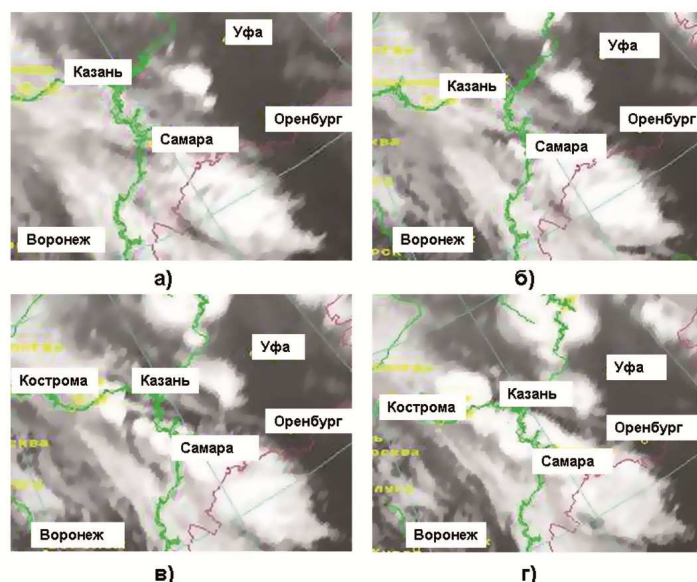 Уфа
Казань
Оренбург
Самара
Воронеж
а)
Уфа
Казань
Оренбург
Самара
Воронеж
б)
Уфа
Кострома
Казань
Оренбург
Самара
Воронеж
в)
Уфа
Казань
Кострома
Оренбург
Самара
Воронеж
г)